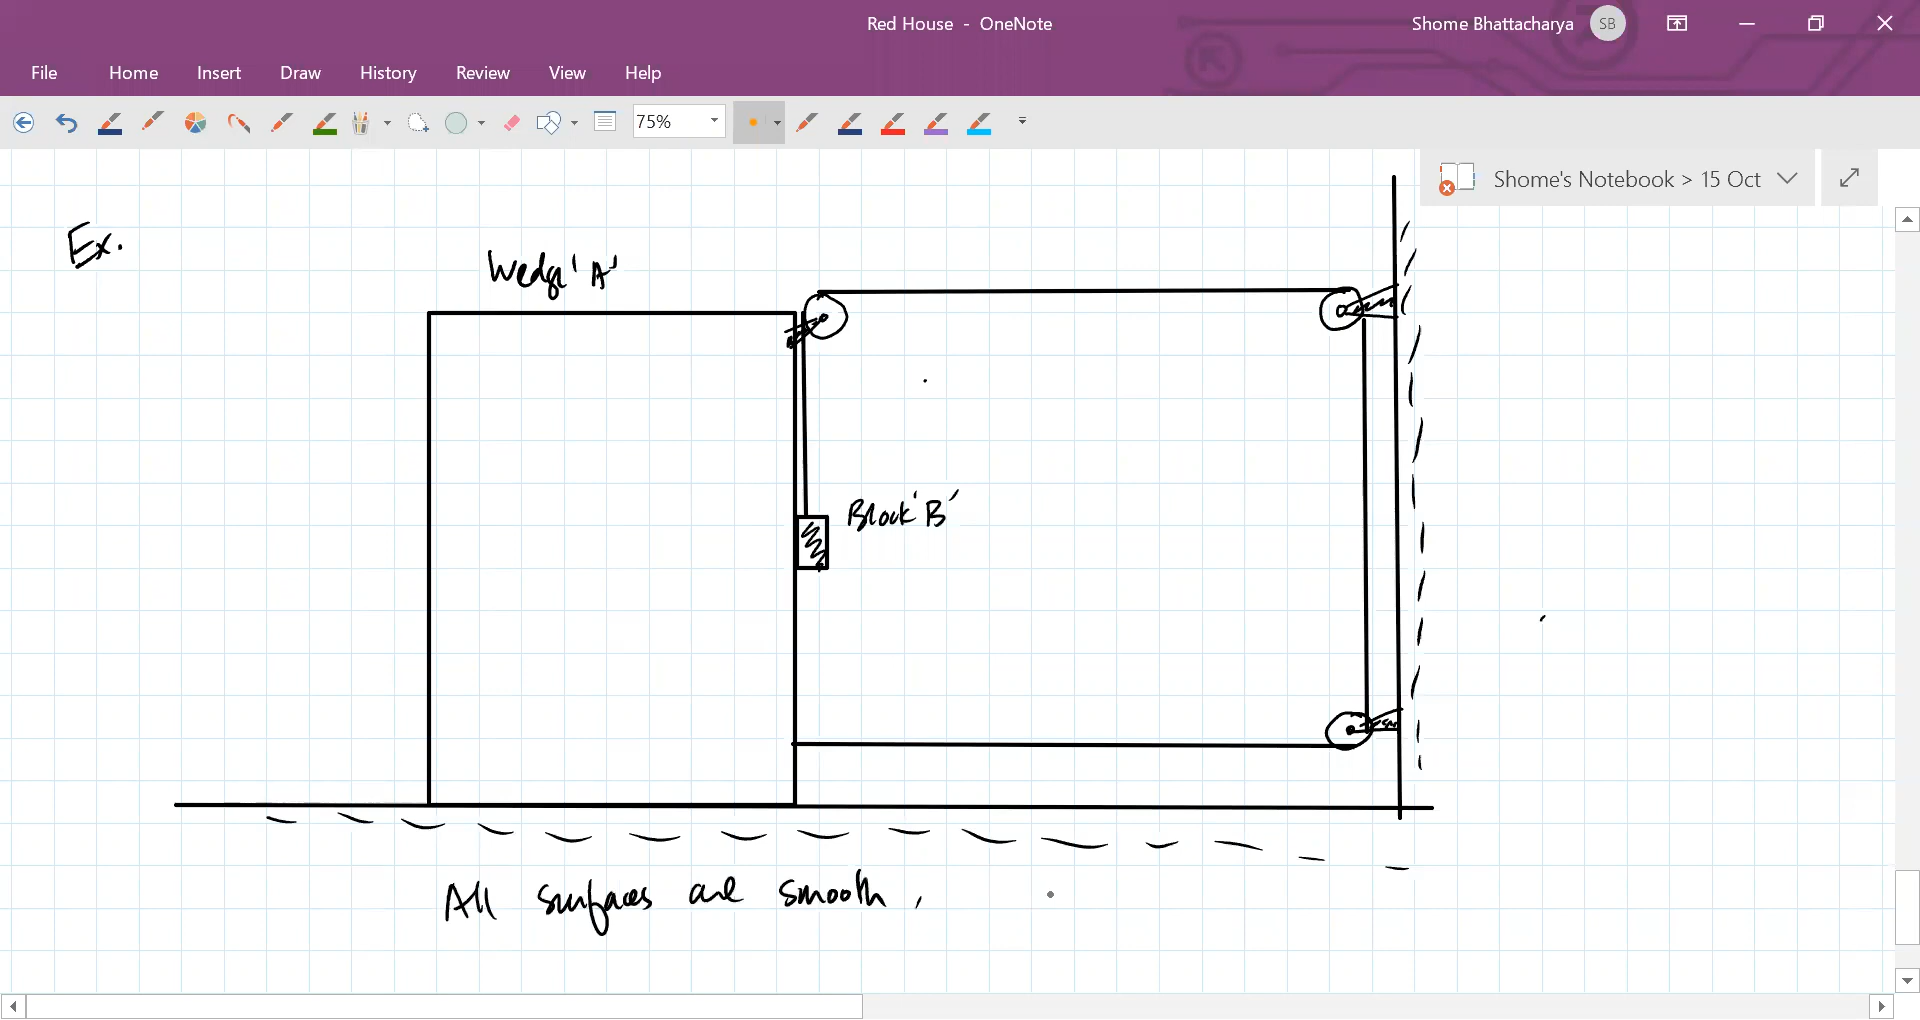 Red House - OneNote
Shome Bhattacharya SB
File Home Insert Draw History Review View Help
75%
Shome's Notebook > 15 Oct
Ex.
Wedge 'A'
Block 'B'
All surfaces are smooth,